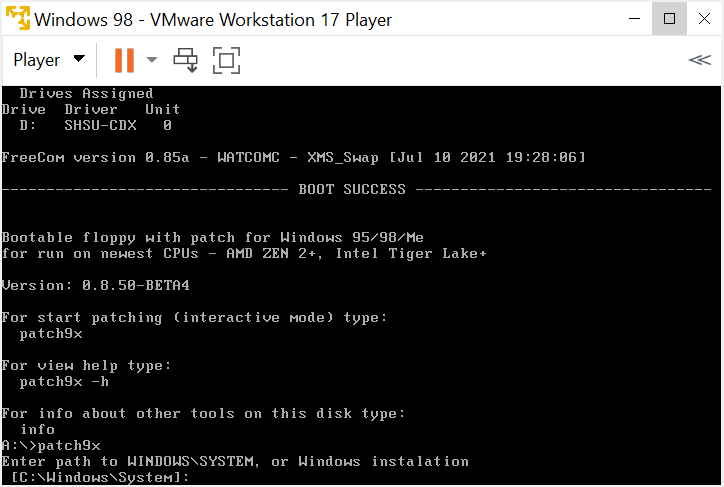 Windows 98 - VMware Workstation 17 Player
Player
Drives Assigned
Drive Driver Unit
D: SHSU-CDX 0
FreeCom version 0.85a - WATCOMC - XMS_Swap [Jul 10 2021 19:28:06]
-------------------------------- BOOT SUCCESS ---------------------------------
Bootable floppy with patch for Windows 95/98/Me
for run on newest CPUs - AMD ZEN 2+, Intel Tiger Lake+
Version: 0.8.50-BETA4
For start patching (interactive mode) type:
patch9x
For view help type:
patch9x -h
For info about other tools on this disk type:
info
A:\>patch9x
Enter path to WINDOWS\SYSTEM, or Windows instalation
[C:\Windows\System]: